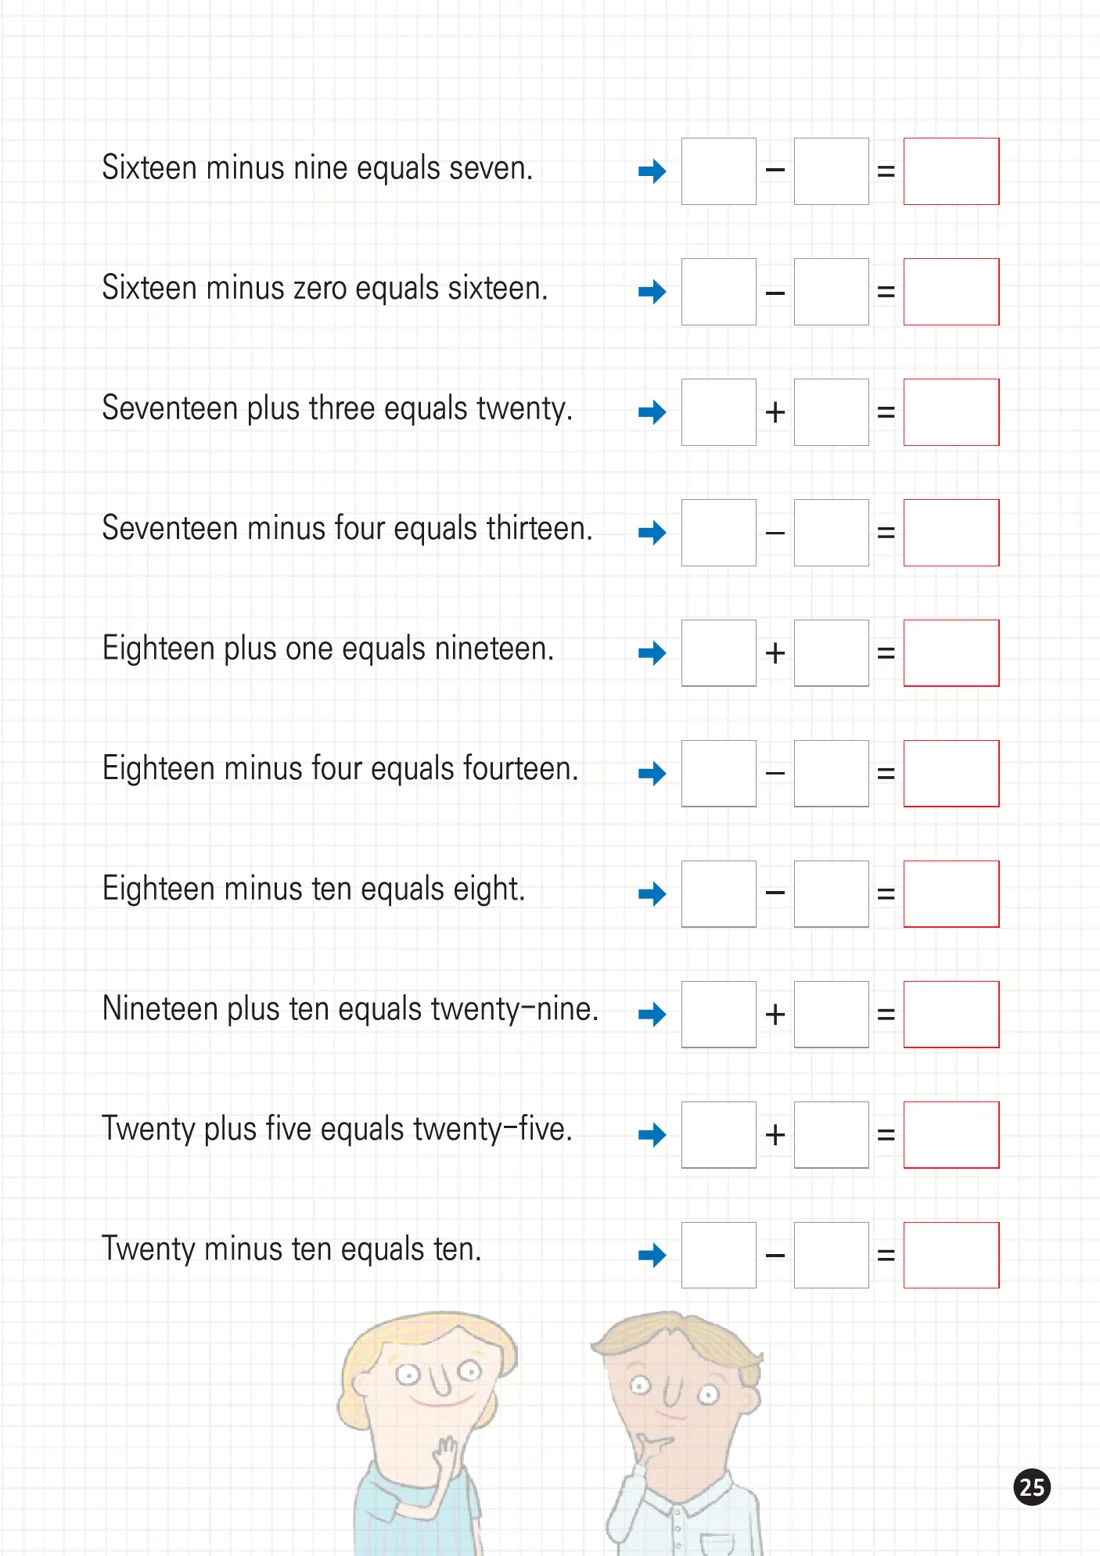 Sixteen minus nine equals seven. ➡ − =
Sixteen minus zero equals sixteen. ➡ − =
Seventeen plus three equals twenty. ➡ + =
Seventeen minus four equals thirteen. ➡ − =
Eighteen plus one equals nineteen. ➡ + =
Eighteen minus four equals fourteen. ➡ − =
Eighteen minus ten equals eight. ➡ − =
Nineteen plus ten equals twenty−nine. ➡ + =
Twenty plus five equals twenty−five. ➡ + =
Twenty minus ten equals ten. ➡ − =
25